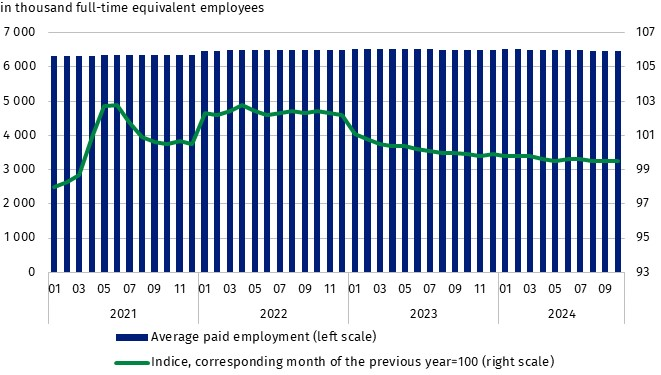 in thousand full-time equivalent employees
7 000 107
6 000 105
5 000 103
4 000 101
3 000 99
2 000 97
1 000 95
0 93
01 03 05 07 09 11 01 03 05 07 09 11 01 03 05 07 09 11 01 03 05 07 09
2021 2022 2023 2024
Average paid employment (left scale)
Indice, corresponding month of the previous year=100 (right scale)